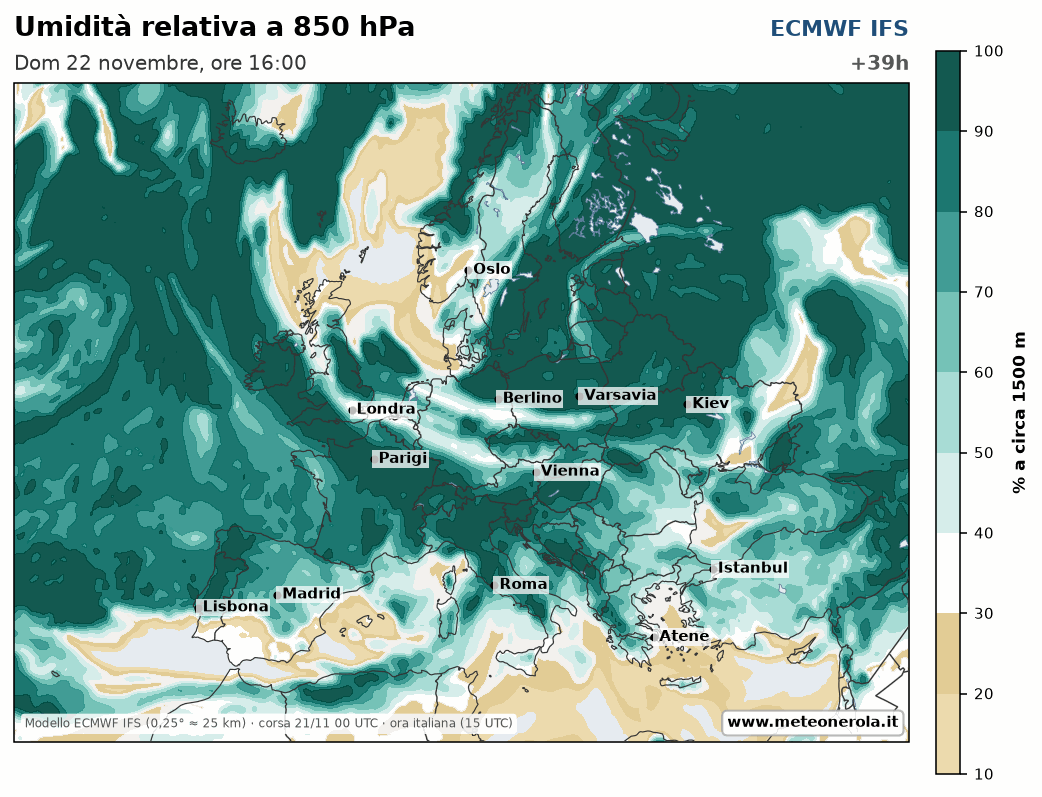 Umidità relativa a 850 hPa
ECMWF IFS
Dom 22 novembre, ore 16:00
+39h
100
90
80
70
60
50
40
30
20
10
% a circa 1500 m
Oslo
Londra
Berlino
Varsavia
Kiev
Parigi
Vienna
Istanbul
Roma
Madrid
Lisbona
Atene
Modello ECMWF IFS (0,25° ≈ 25 km) · corsa 21/11 00 UTC · ora italiana (15 UTC)
www.meteonerola.it